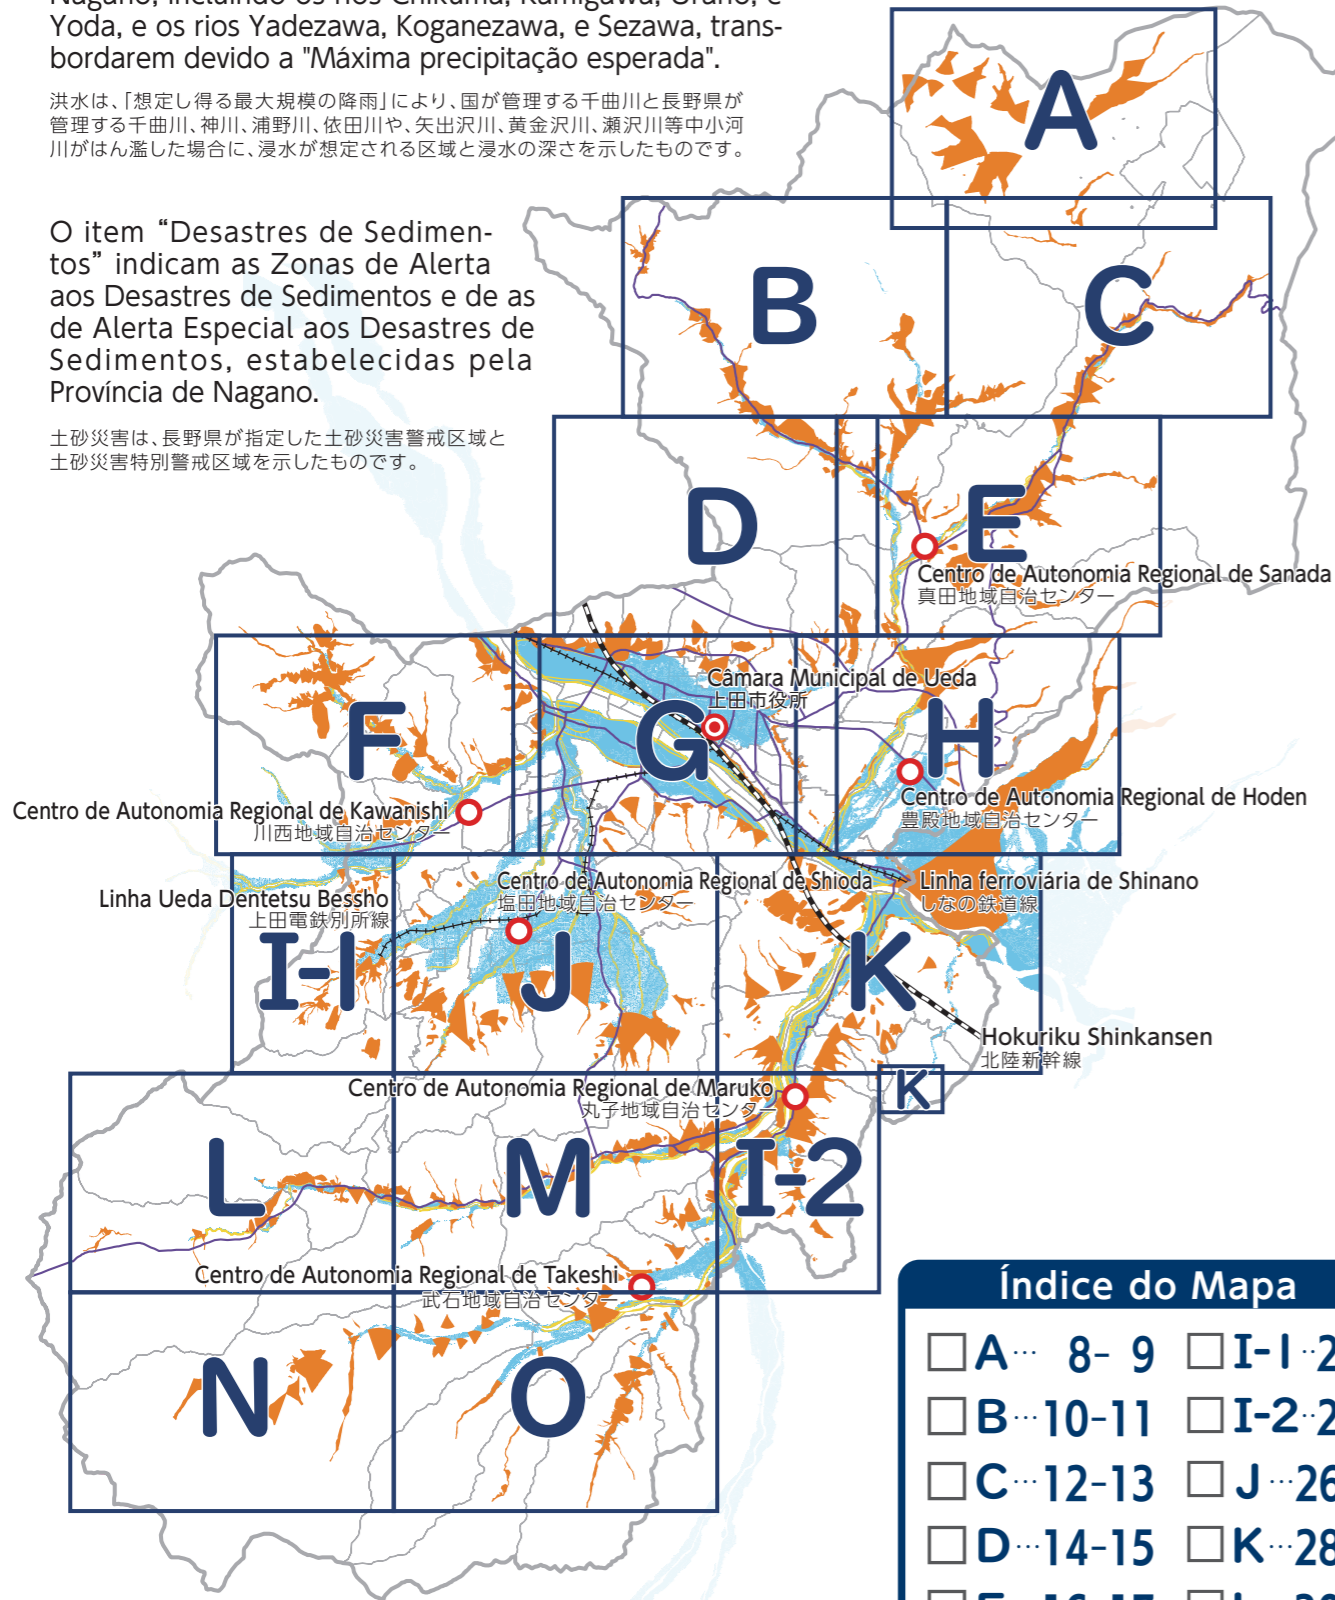 Nagano, incluindo os rios Chikuma, Kamigawa, Urano, e
Yoda, e os rios Yadezawa, Koganezawa, e Sezawa, trans-
bordarem devido a "Máxima precipitação esperada".
洪水は、「想定し得る最大規模の降雨」により、国が管理する千曲川と長野県が
管理する千曲川、神川、浦野川、依田川や、矢出沢川、黄金沢川、瀬沢川等中小河
川がはん濫した場合に、浸水が想定される区域と浸水の深さを示したものです。
O item “Desastres de Sedimen-
tos” indicam as Zonas de Alerta
aos Desastres de Sedimentos e de as
de Alerta Especial aos Desastres de
Sedimentos, estabelecidas pela
Província de Nagano.
土砂災害は、長野県が指定した土砂災害警戒区域と
土砂災害特別警戒区域を示したものです。
A
B
C
D
E
Centro de Autonomia Regional de Sanada
真田地域自治センター
Câmara Municipal de Ueda
上田市役所
F
G
H
Centro de Autonomia Regional de Kawanishi
川西地域自治センター
Centro de Autonomia Regional de Hoden
豊殿地域自治センター
Linha Ueda Dentetsu Bessho
上田電鉄別所線
Centro de Autonomia Regional de Shioda
塩田地域自治センター
Linha ferroviária de Shinano
しなの鉄道線
I-1
J
K
Hokuriku Shinkansen
北陸新幹線
Centro de Autonomia Regional de Maruko
丸子地域自治センター
K
L
M
I-2
Centro de Autonomia Regional de Takeshi
武石地域自治センター
N
O
Índice do Mapa
A… 8- 9 I-1‥2
B…10-11 I-2‥2
C…12-13 J…26
D…14-15 K…28